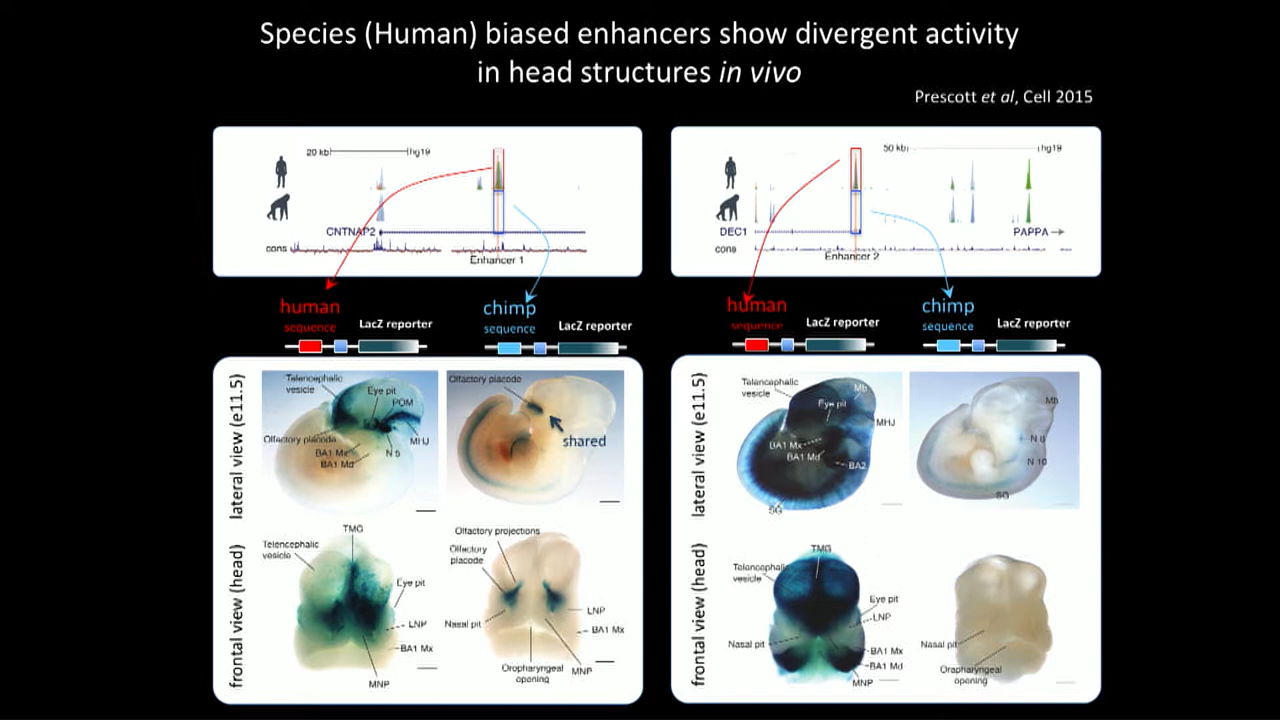 Species (Human) biased enhancers show divergent activity
in head structures in vivo
Prescott et al, Cell 2015
20 kb
hg19
CNTNAP2
cons
Enhancer 1
50 kb
hg19
DEC1
PAPPA
cons
Enhancer 2
human
sequence
LacZ reporter
chimp
sequence
LacZ reporter
human
sequence
LacZ reporter
chimp
sequence
LacZ reporter
lateral view (e11.5)
Telencephalic
vesicle
Eye pit
POM
Olfactory placode
MHJ
BA1 Mx
BA1 Md
N 5
Olfactory placode
shared
frontal view (head)
TMG
Telencephalic
vesicle
Eye pit
LNP
BA1 Mx
MNP
Olfactory projections
Olfactory
placode
LNP
Nasal pit
BA1 Mx
Oropharyngeal
opening
MNP
lateral view (e11.5)
Telencephalic
vesicle
Mb
Eye pit
MHJ
BA1 Mx
BA1 Md
BA2
SG
Mb
N 8
N 10
SG
frontal view (head)
TMG
Telencephalic
vesicle
Eye pit
LNP
Nasal pit
BA1 Mx
BA1 Md
MNP
Nasal pit
Orapharyngeal
opening